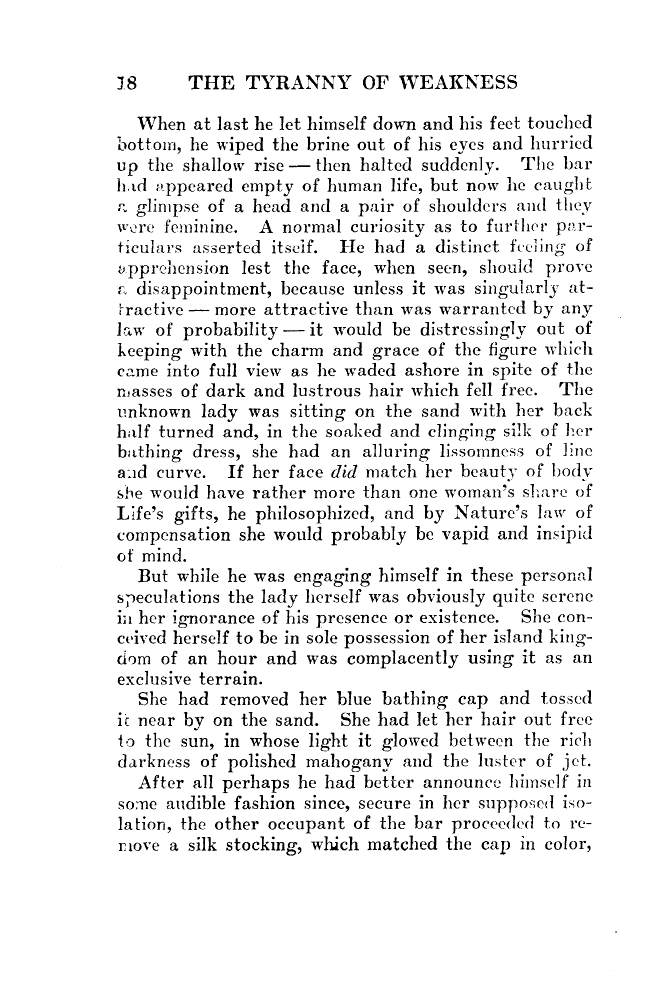 18 THE TYRANNY OF WEAKNESS
When at last he let himself down and his feet touched
bottom, he wiped the brine out of his eyes and hurried
up the shallow rise — then halted suddenly. The bar
had appeared empty of human life, but now he caught
a glimpse of a head and a pair of shoulders and they
were feminine. A normal curiosity as to further par-
ticulars asserted itself. He had a distinct feeling of
apprehension lest the face, when seen, should prove
a disappointment, because unless it was singularly at-
tractive — more attractive than was warranted by any
law of probability — it would be distressingly out of
keeping with the charm and grace of the figure which
came into full view as he waded ashore in spite of the
masses of dark and lustrous hair which fell free. The
unknown lady was sitting on the sand with her back
half turned and, in the soaked and clinging silk of her
bathing dress, she had an alluring lissomness of line
and curve. If her face did match her beauty of body
she would have rather more than one woman's share of
Life's gifts, he philosophized, and by Nature's law of
compensation she would probably be vapid and insipid
of mind.
But while he was engaging himself in these personal
speculations the lady herself was obviously quite serene
in her ignorance of his presence or existence. She con-
ceived herself to be in sole possession of her island king-
dom of an hour and was complacently using it as an
exclusive terrain.
She had removed her blue bathing cap and tossed
it near by on the sand. She had let her hair out free
to the sun, in whose light it glowed between the rich
darkness of polished mahogany and the luster of jet.
After all perhaps he had better announce himself in
some audible fashion since, secure in her supposed iso-
lation, the other occupant of the bar proceeded to re-
move a silk stocking, which matched the cap in color,